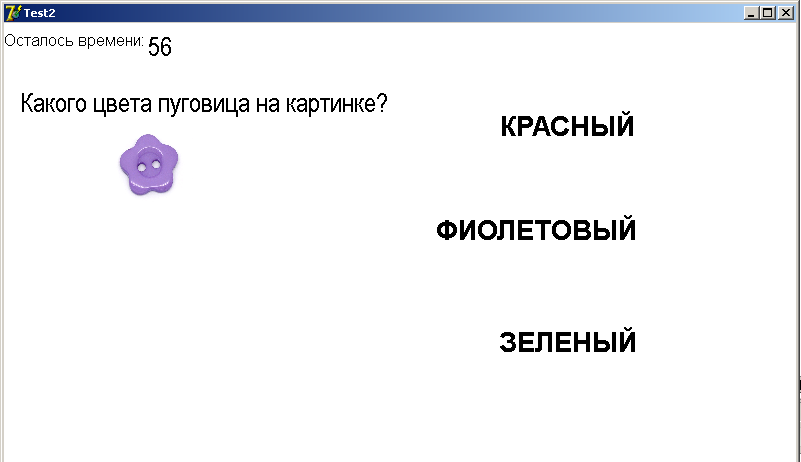 Test2
Осталось времени: 56
Какого цвета пуговица на картинке?
КРАСНЫЙ
ФИОЛЕТОВЫЙ
ЗЕЛЕНЫЙ